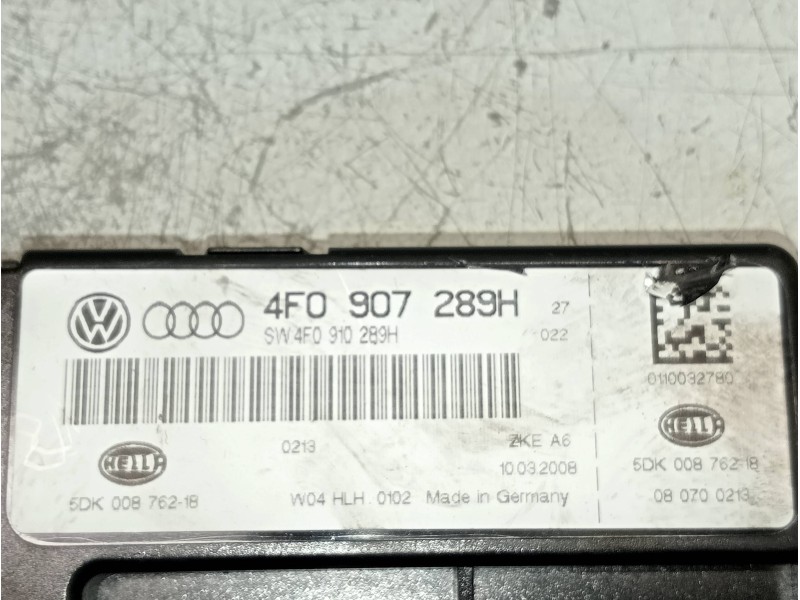 4F0 907 289H 27
SW 4F0 910 289H 022
0213 ZKE A6
10.03.2008
HELLA
5DK 008 762-18 W04 HLH . 0102 Made in Germany
0110032780
HELLA
5DK 008 762-18
08 070 0213